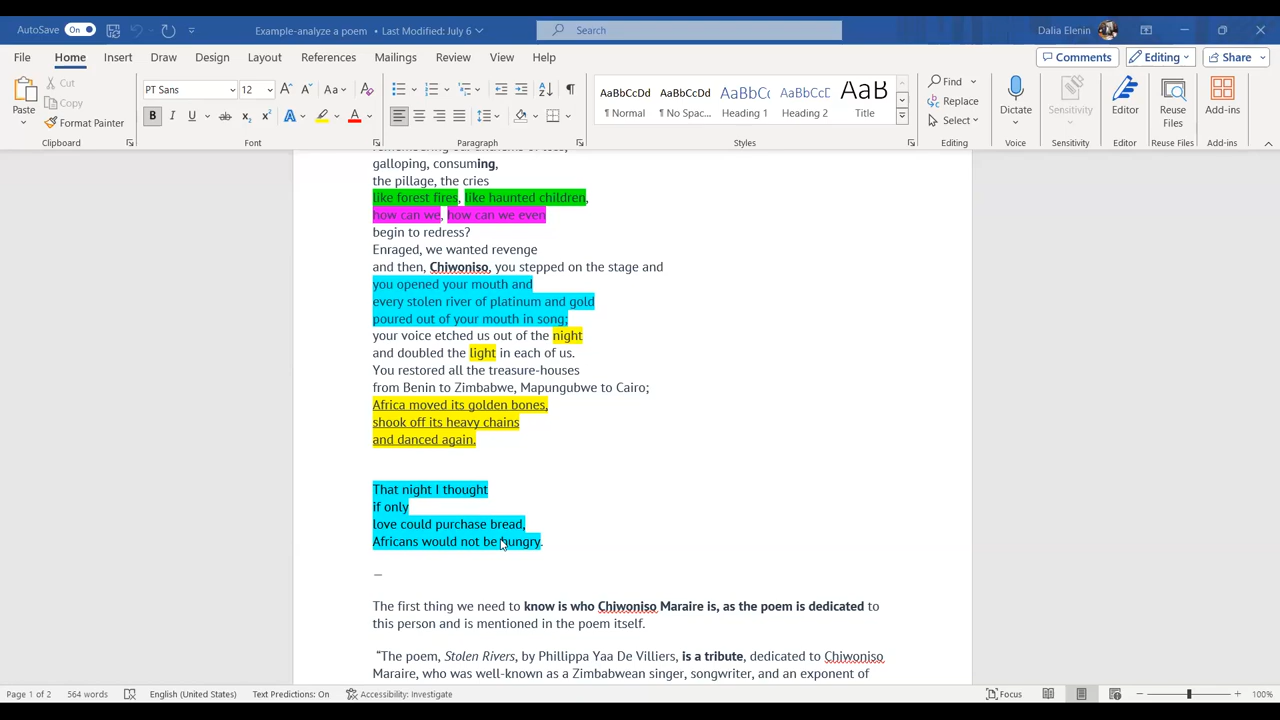 AutoSave On Example-analyze a poem • Last Modified: July 6 Search Dalia Elenin
File Home Insert Draw Design Layout References Mailings Review View Help Comments Editing Share
Paste Cut Copy Format Painter Clipboard
PT Sans 12 Aa B I U ab x₂ x² A A Font
Paragraph
AaBbCcDd AaBbCcDd AaBbCc AaBbCcD AaB
¶ Normal ¶ No Spac... Heading 1 Heading 2 Title Styles
Find Replace Select Editing
Dictate Voice
Sensitivity Sensitivity
Editor Editor
Reuse Files Reuse Files
Add-ins Add-ins
galloping, consuming,
the pillage, the cries
like forest fires, like haunted children,
how can we, how can we even
begin to redress?
Enraged, we wanted revenge
and then, Chiwoniso, you stepped on the stage and
you opened your mouth and
every stolen river of platinum and gold
poured out of your mouth in song;
your voice etched us out of the night
and doubled the light in each of us.
You restored all the treasure-houses
from Benin to Zimbabwe, Mapungubwe to Cairo;
Africa moved its golden bones,
shook off its heavy chains
and danced again.
That night I thought
if only
love could purchase bread,
Africans would not be hungry.
—
The first thing we need to know is who Chiwoniso Maraire is, as the poem is dedicated to
this person and is mentioned in the poem itself.
“The poem, Stolen Rivers, by Phillippa Yaa De Villiers, is a tribute, dedicated to Chiwoniso
Maraire, who was well-known as a Zimbabwean singer, songwriter, and an exponent of
Page 1 of 2 564 words English (United States) Text Predictions: On Accessibility: Investigate Focus 100%